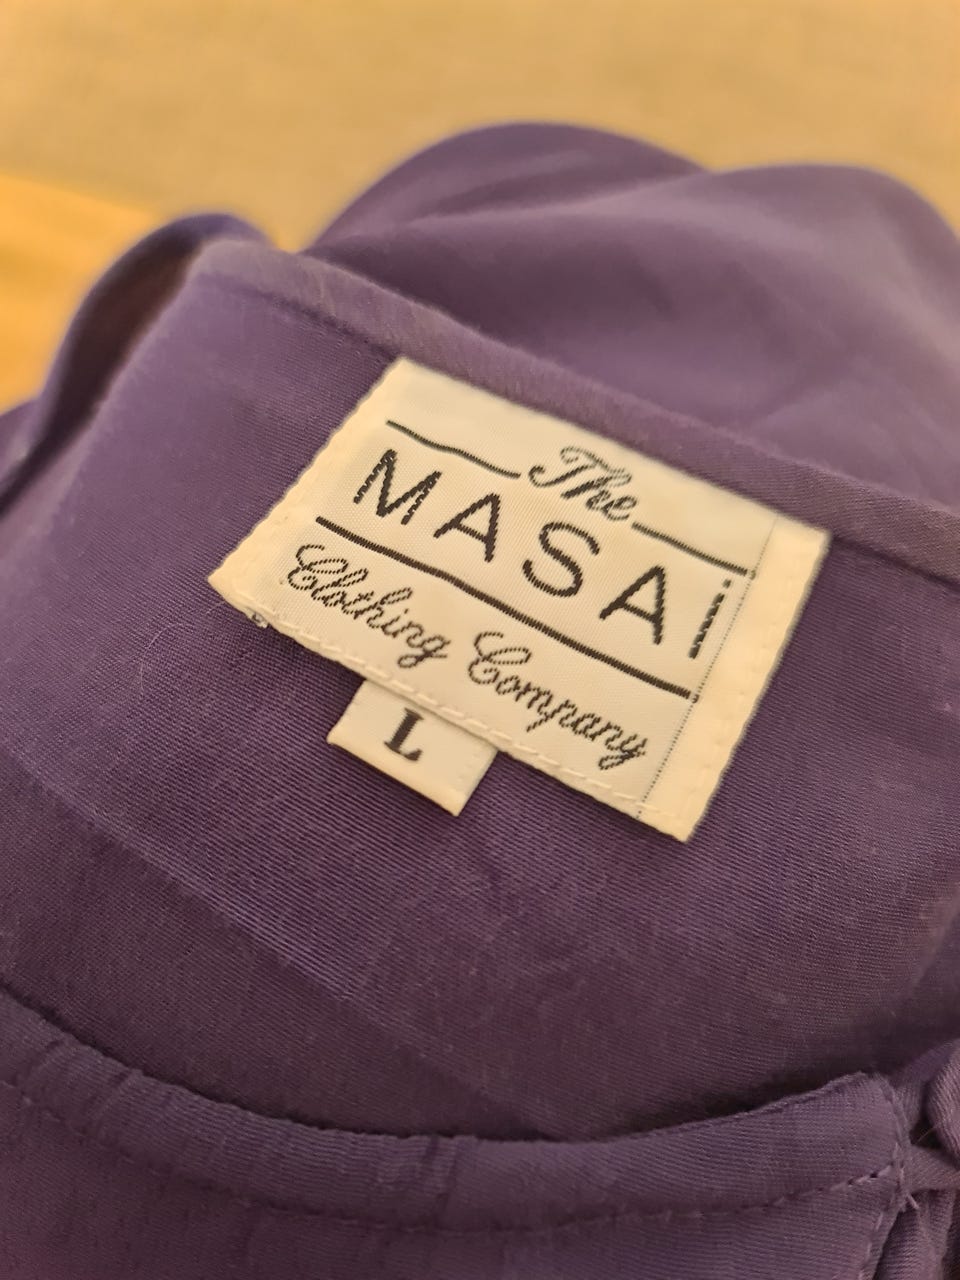 The
MASAi
Clothing Company
L